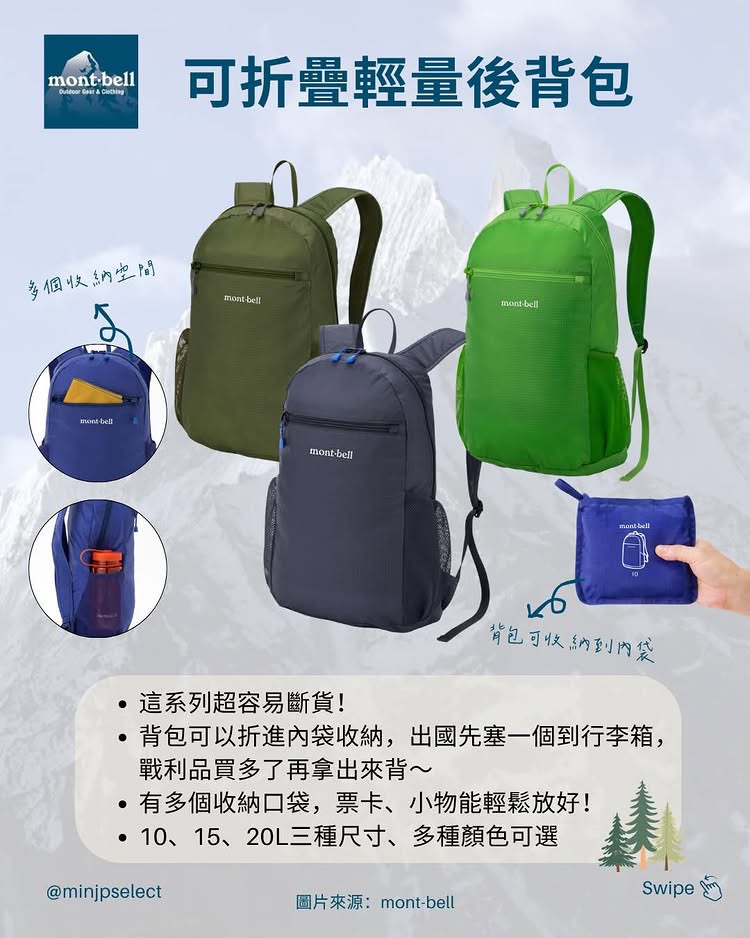 mont-bell
Outdoor Gear & Clothing
可折疊輕量後背包
多個收納空間
mont-bell
mont-bell
mont-bell
mont-bell
mont-bell
10
背包可收納到內袋
• 這系列超容易斷貨！
• 背包可以折進內袋收納，出國先塞一個到行李箱，
戰利品買多了再拿出來背～
• 有多個收納口袋，票卡、小物能輕鬆放好！
• 10、15、20L三種尺寸、多種顏色可選
@minjpselect
圖片來源：mont-bell
Swipe